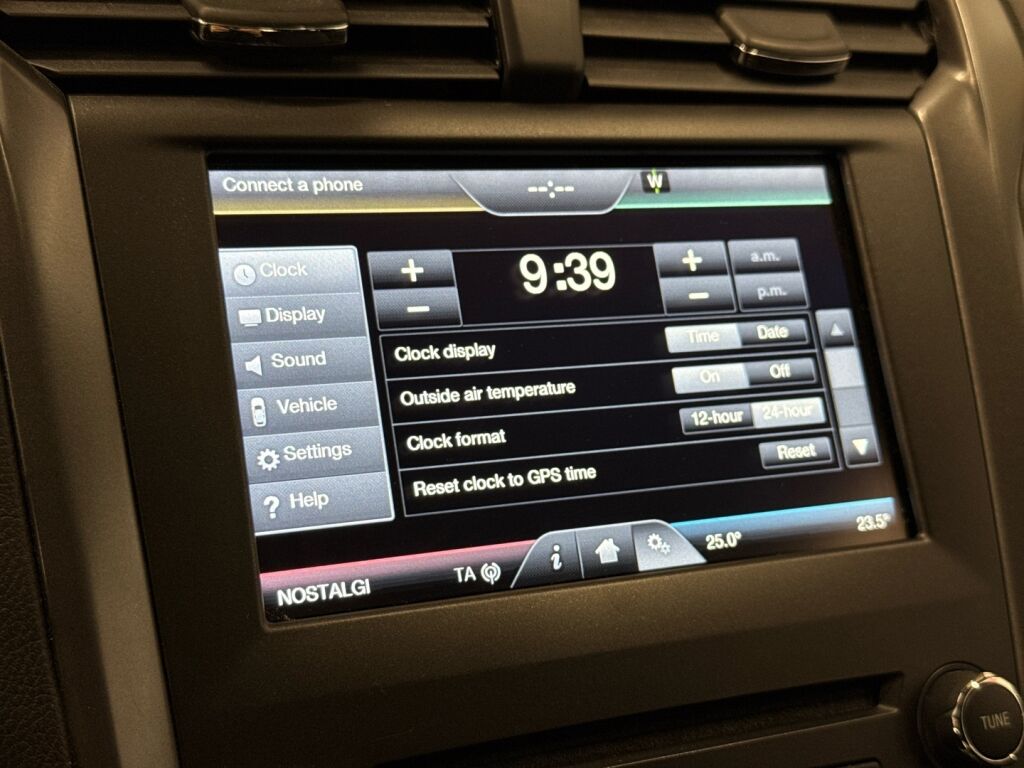 Connect a phone --:-- W
Clock
Display
Sound
Vehicle
Settings
? Help
+ 9:39 + a.m.
− − p.m.
Clock display Time Date
Outside air temperature On Off
Clock format 12-hour 24-hour
Reset clock to GPS time Reset
NOSTALGI TA i 25.0° 23.5°
TUNE